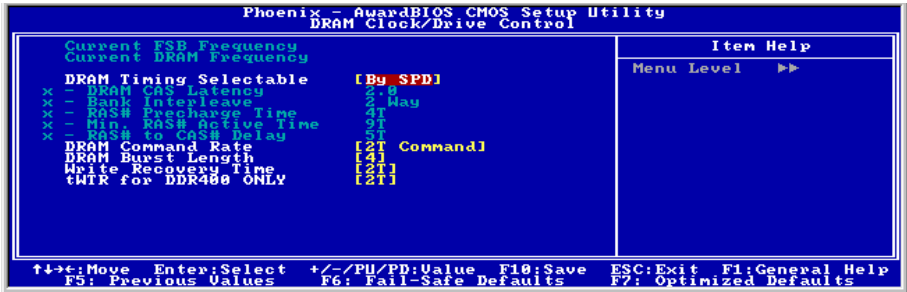 Phoenix - AwardBIOS CMOS Setup Utility
DRAM Clock/Drive Control
Current FSB Frequency
Current DRAM Frequency
DRAM Timing Selectable [By SPD]
x - DRAM CAS Latency 2.0
x - Bank Interleave 2 Way
x - RAS# Precharge Time 4T
x - Min. RAS# Active Time 9T
x - RAS# to CAS# Delay 5T
DRAM Command Rate [2T Command]
DRAM Burst Length [4]
Write Recovery Time [2T]
tWTR for DDR400 ONLY [2T]
Item Help
Menu Level ▶▶
↑↓→←:Move Enter:Select +/-/PU/PD:Value F10:Save ESC:Exit F1:General Help
F5: Previous Values F6: Fail-Safe Defaults F7: Optimized Defaults